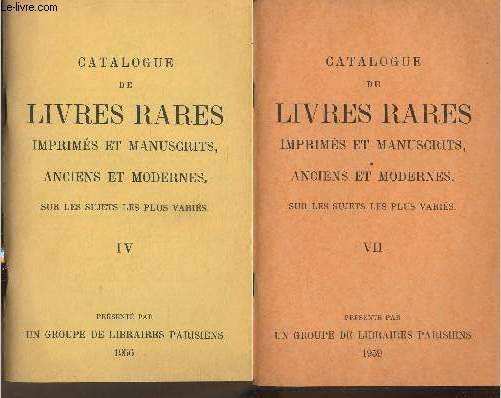 Le-livre.com
CATALOGUE
DE
LIVRES RARES
IMPRIMÉS ET MANUSCRITS,
ANCIENS ET MODERNES,
SUR LES SUJETS LES PLUS VARIÉS.
IV
PRÉSENTÉ PAR
UN GROUPE DE LIBRAIRES PARISIENS
1956
CATALOGUE
DE
LIVRES RARES
IMPRIMÉS ET MANUSCRITS,
ANCIENS ET MODERNES,
SUR LES SUJETS LES PLUS VARIÉS.
VII
PRÉSENTÉ PAR
UN GROUPE DE LIBRAIRES PARISIENS
1959